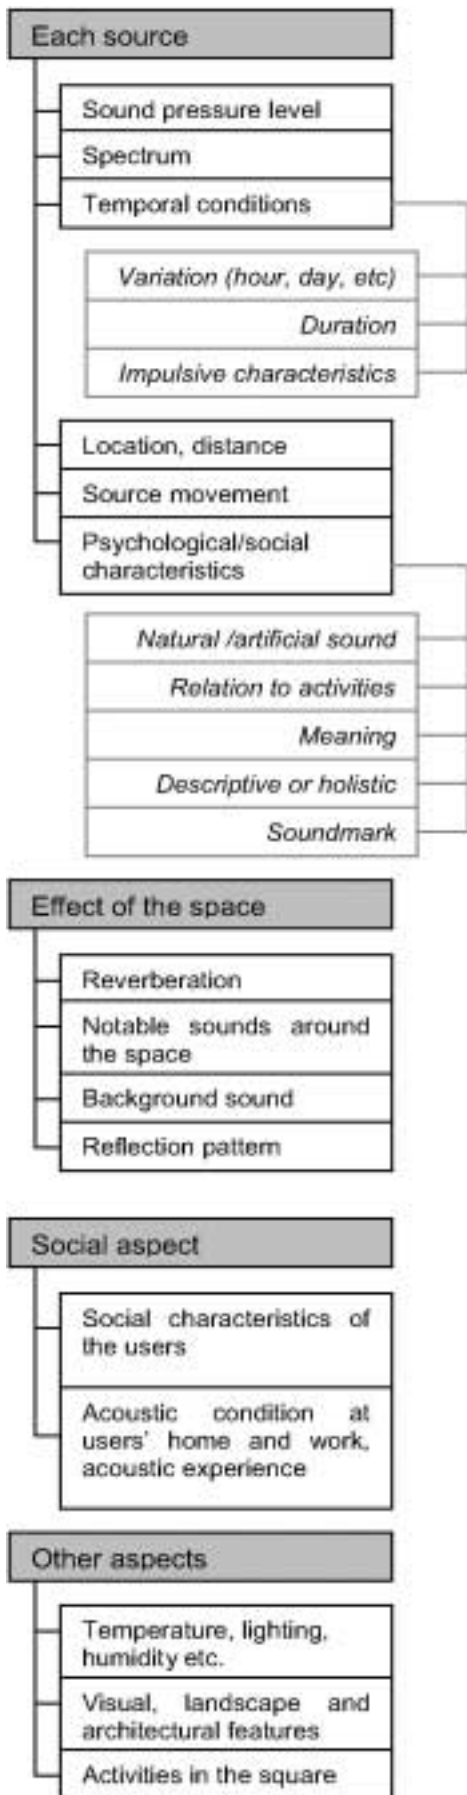 Each source
Sound pressure level
Spectrum
Temporal conditions
Variation (hour, day, etc)
Duration
Impulsive characteristics
Location, distance
Source movement
Psychological/social
characteristics
Natural /artificial sound
Relation to activities
Meaning
Descriptive or holistic
Soundmark
Effect of the space
Reverberation
Notable sounds around
the space
Background sound
Reflection pattern
Social aspect
Social characteristics of
the users
Acoustic condition at
users' home and work,
acoustic experience
Other aspects
Temperature, lighting,
humidity etc.
Visual, landscape and
architectural features
Activities in the square